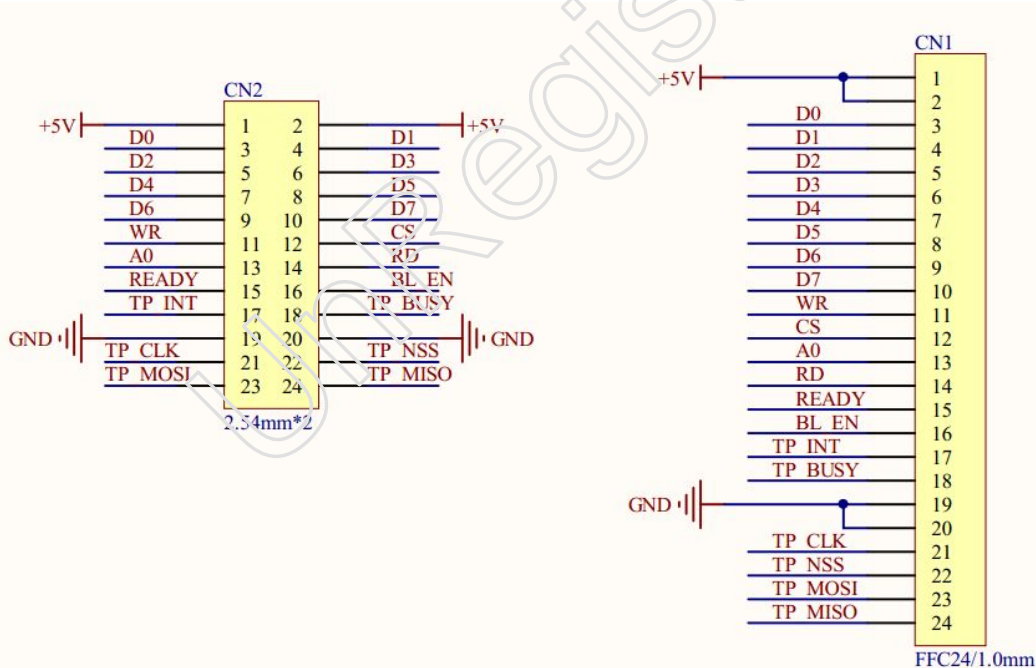 CN2
+5V 1 2 +5V
D0 3 4 D1
D2 5 6 D3
D4 7 8 D5
D6 9 10 D7
WR 11 12 CS
A0 13 14 RD
READY 15 16 BL EN
TP INT 17 18 TP BUSY
GND 19 20 GND
TP CLK 21 22 TP NSS
TP MOSI 23 24 TP MISO
2.54mm*2
CN1
+5V 1
2
D0 3
D1 4
D2 5
D3 6
D4 7
D5 8
D6 9
D7 10
WR 11
CS 12
A0 13
RD 14
READY 15
BL EN 16
TP INT 17
TP BUSY 18
GND 19
20
TP CLK 21
TP NSS 22
TP MOSI 23
TP MISO 24
FFC24/1.0mm
UnRegis